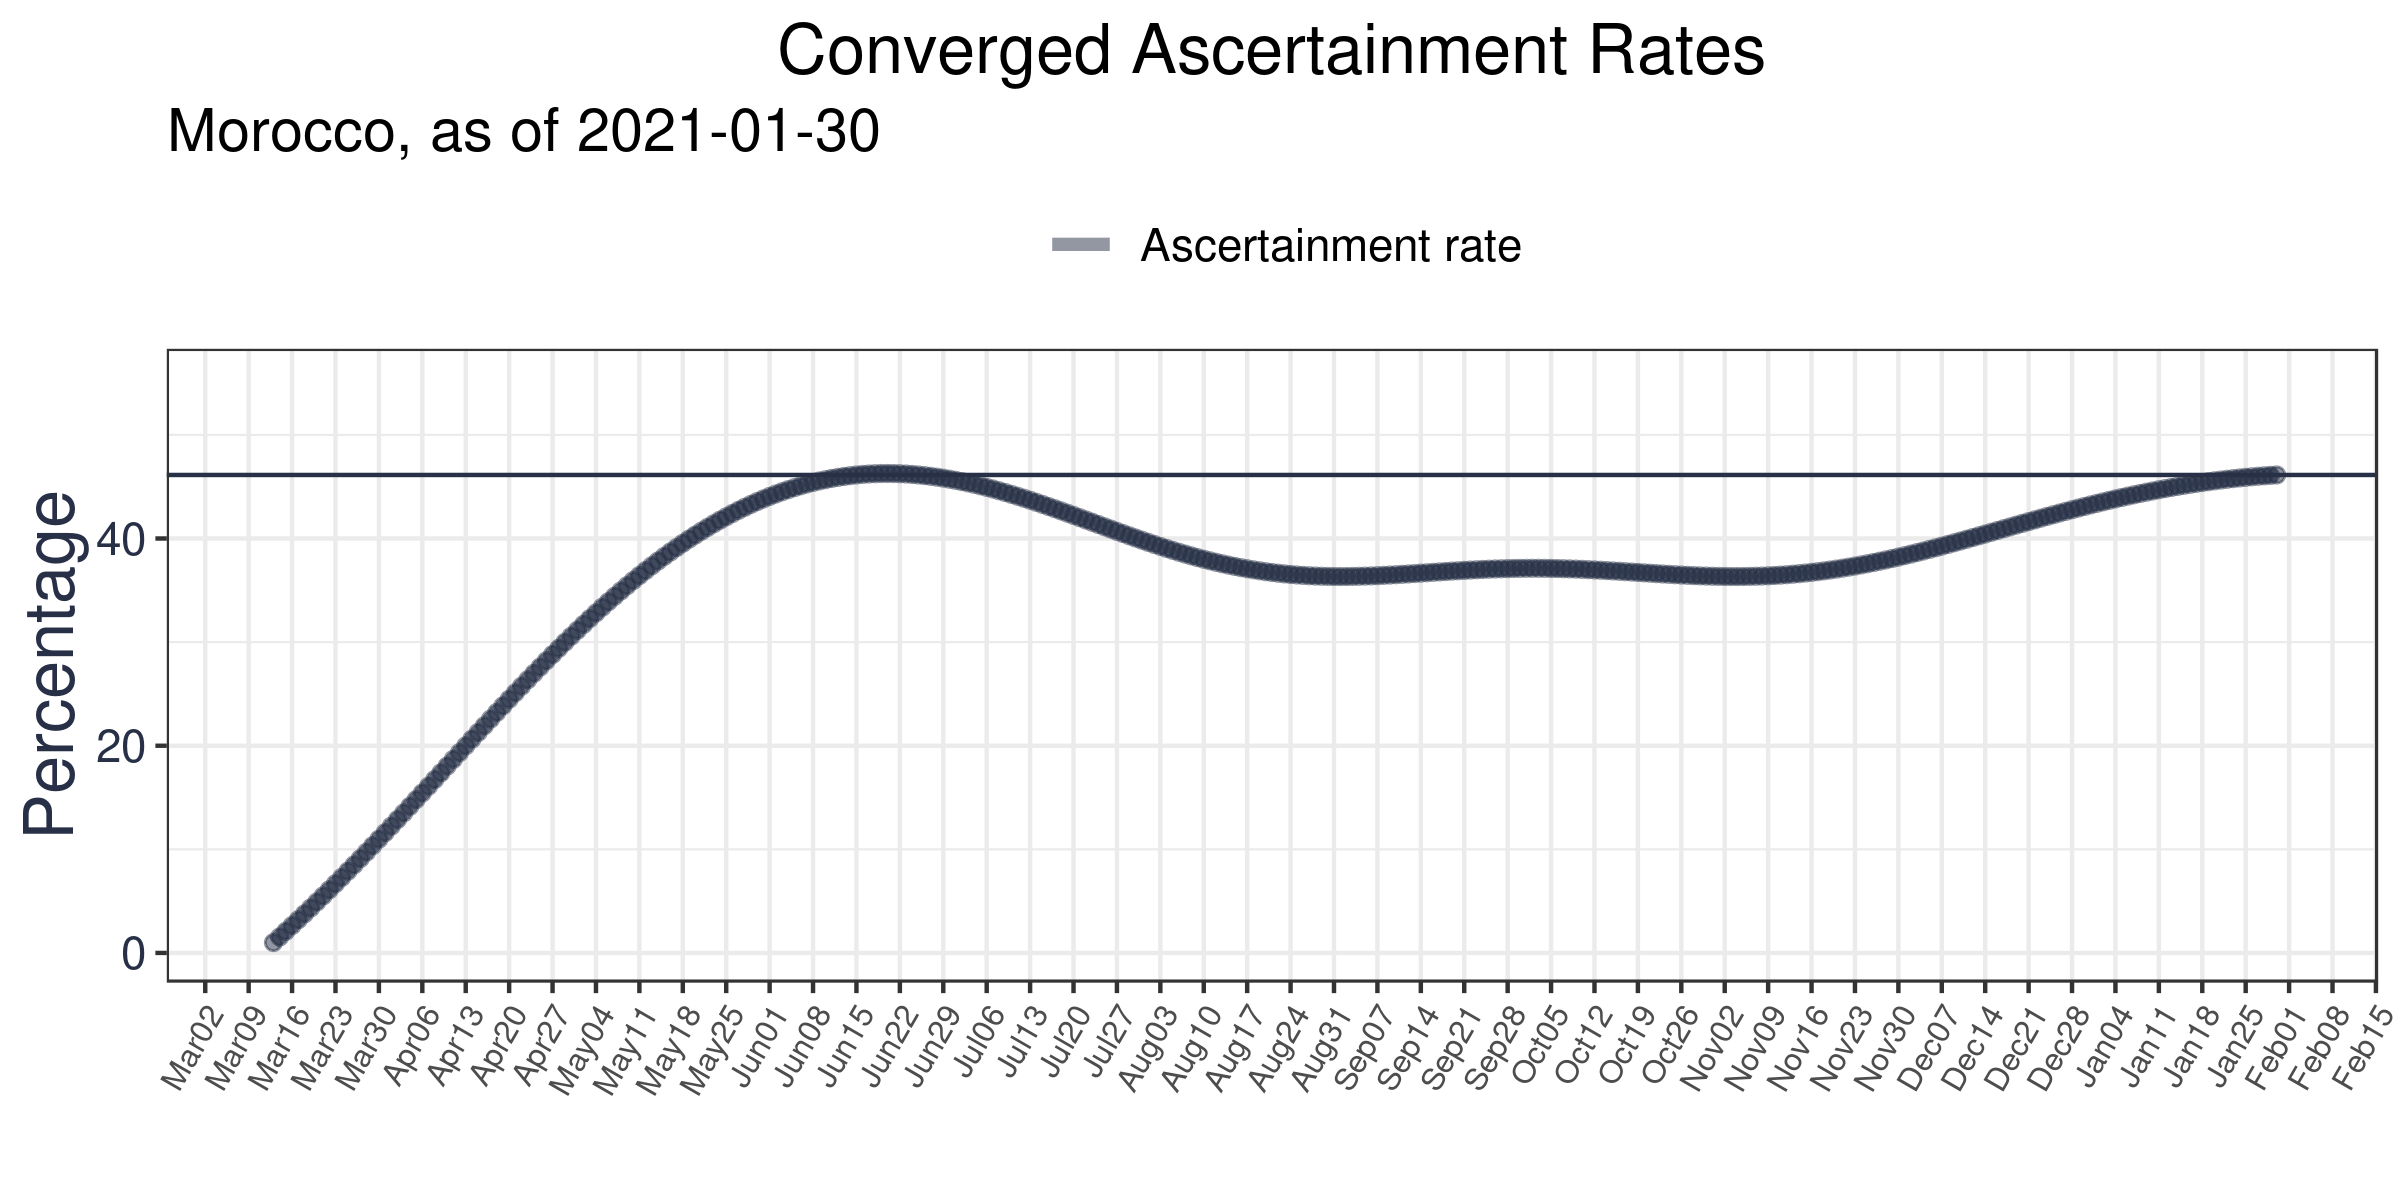 Converged Ascertainment Rates
Morocco, as of 2021-01-30
Ascertainment rate
Percentage
40
20
0
Mar02
Mar09
Mar16
Mar23
Mar30
Apr06
Apr13
Apr20
Apr27
May04
May11
May18
May25
Jun01
Jun08
Jun15
Jun22
Jun29
Jul06
Jul13
Jul20
Jul27
Aug03
Aug10
Aug17
Aug24
Aug31
Sep07
Sep14
Sep21
Sep28
Oct05
Oct12
Oct19
Oct26
Nov02
Nov09
Nov16
Nov23
Nov30
Dec07
Dec14
Dec21
Dec28
Jan04
Jan11
Jan18
Jan25
Feb01
Feb08
Feb15